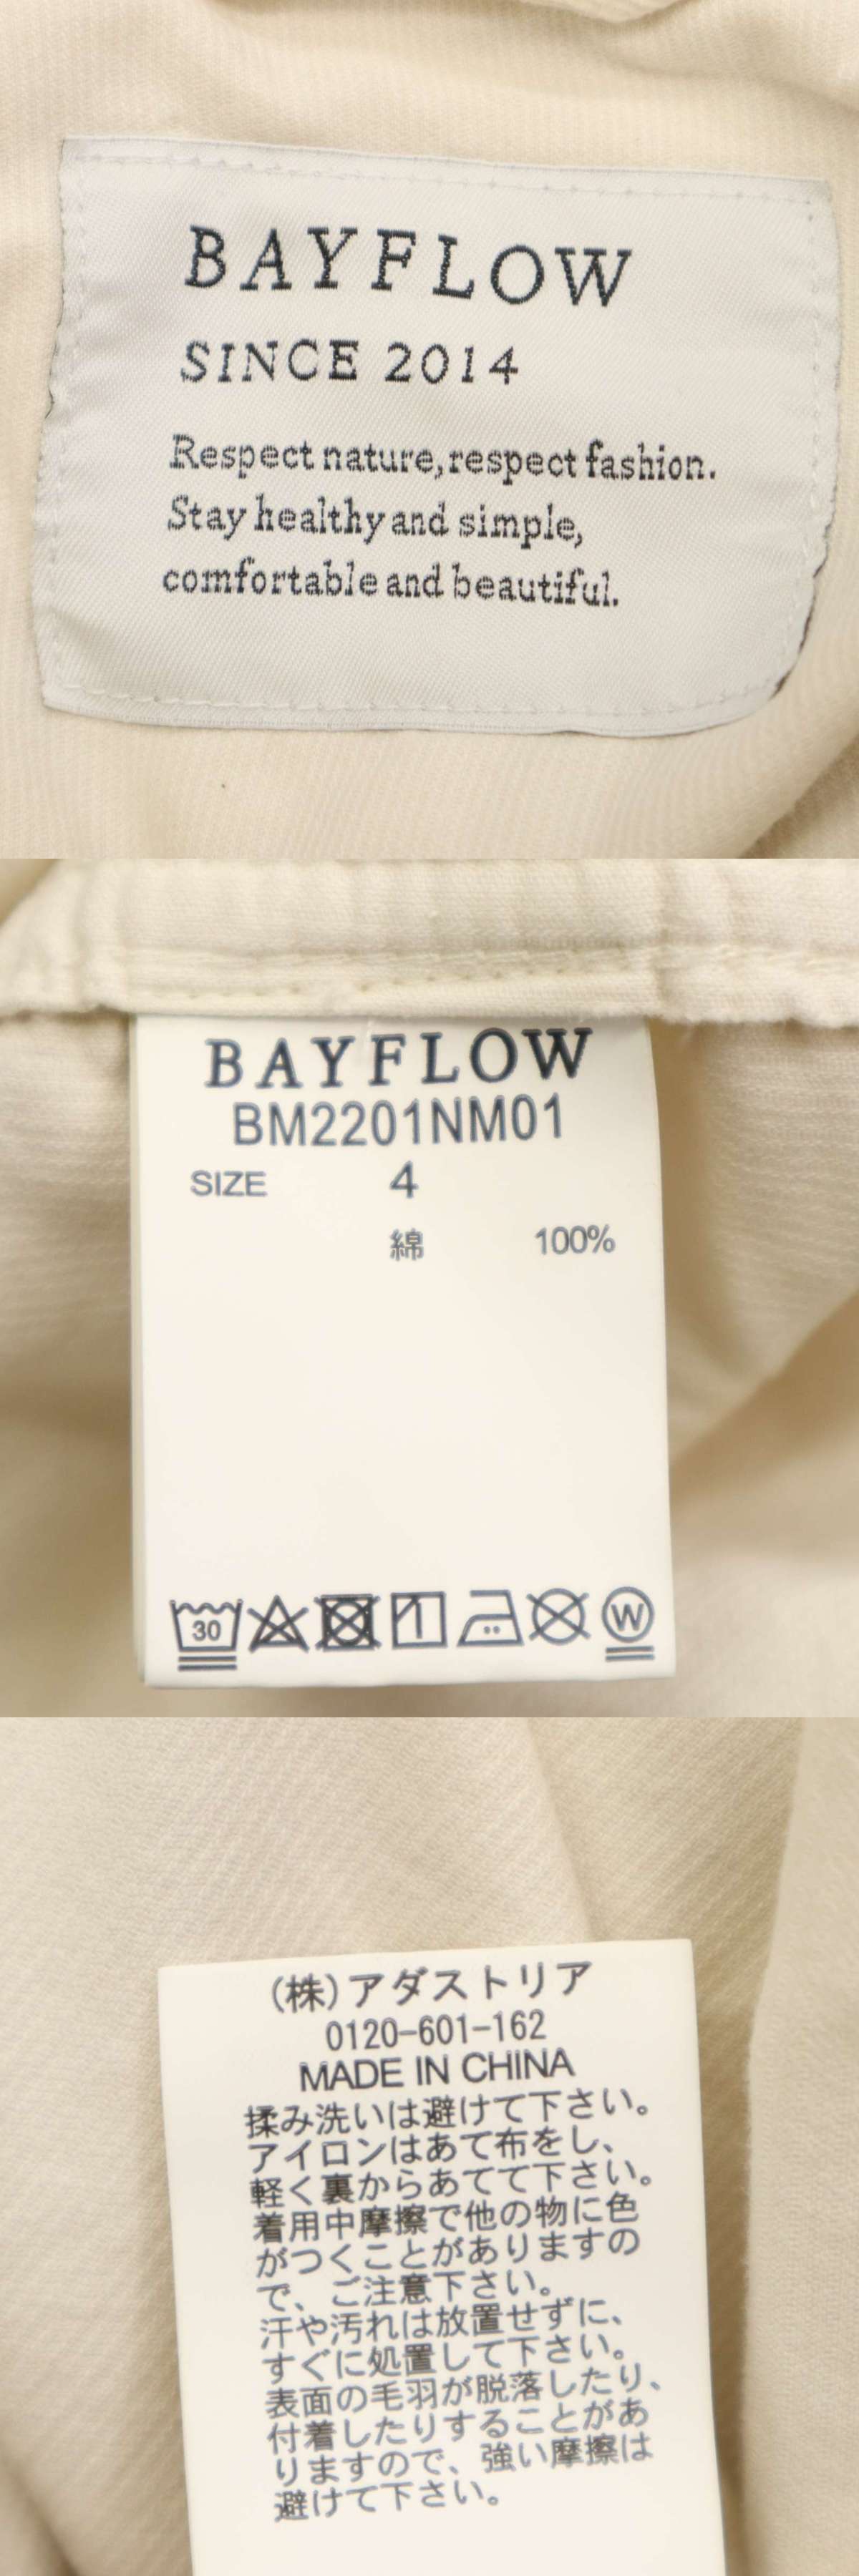 BAYFLOW
SINCE 2014
Respect nature, respect fashion.
Stay healthy and simple,
comfortable and beautiful.
BAYFLOW
BM2201NM01
SIZE 4
綿 100%
30
W
(株)アダストリア
0120-601-162
MADE IN CHINA
揉み洗いは避けて下さい。
アイロンはあて布をし、
軽く裏からあてて下さい。
着用中摩擦で他の物に色
がつくことがありますの
で、ご注意下さい。
汗や汚れは放置せずに、
すぐに処置して下さい。
表面の毛羽が脱落したり、
付着したりすることがあ
りますので、強い摩擦は
避けて下さい。